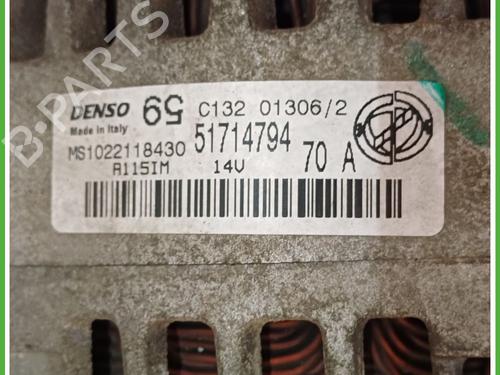 DENSO 59 C132 01306/2
Made in Italy
MS1022118430 51714794
A115IM 14V 70 A
B-PARTS